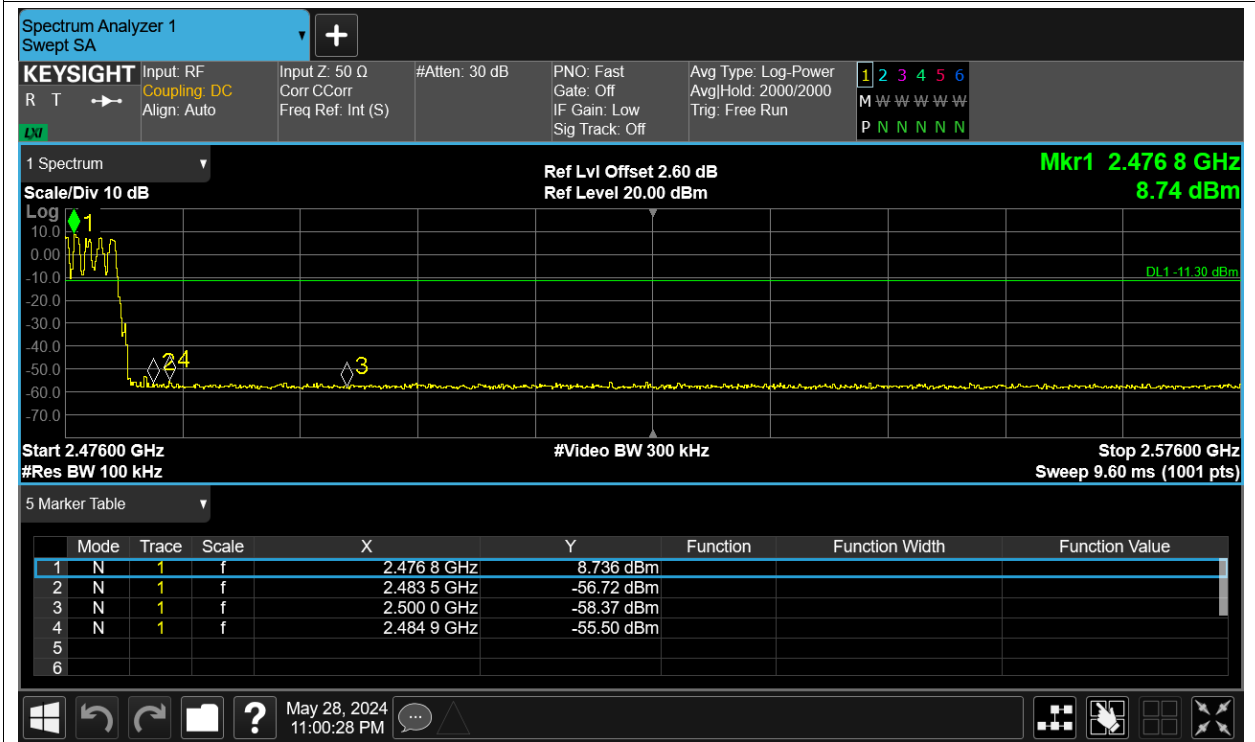 Spectrum Analyzer 1
Swept SA
KEYSIGHT Input: RF Input Z: 50 Ω #Atten: 30 dB PNO: Fast Avg Type: Log-Power 1 2 3 4 5 6
R T Coupling: DC Corr CCorr Gate: Off Avg|Hold: 2000/2000 M W W W W W
Align: Auto Freq Ref: Int (S) IF Gain: Low Trig: Free Run
LXI Sig Track: Off P N N N N N
1 Spectrum Ref Lvl Offset 2.60 dB Mkr1 2.476 8 GHz
Scale/Div 10 dB Ref Level 20.00 dBm 8.74 dBm
Log
1
10.0
0.00
DL1 -11.30 dBm
-10.0
-20.0
-30.0
-40.0
2 4 3
-50.0
-60.0
-70.0
Start 2.47600 GHz #Video BW 300 kHz Stop 2.57600 GHz
#Res BW 100 kHz Sweep 9.60 ms (1001 pts)
5 Marker Table
Mode Trace Scale X Y Function Function Width Function Value
1 N 1 f 2.476 8 GHz 8.736 dBm
2 N 1 f 2.483 5 GHz -56.72 dBm
3 N 1 f 2.500 0 GHz -58.37 dBm
4 N 1 f 2.484 9 GHz -55.50 dBm
5
6
? May 28, 2024
11:00:28 PM